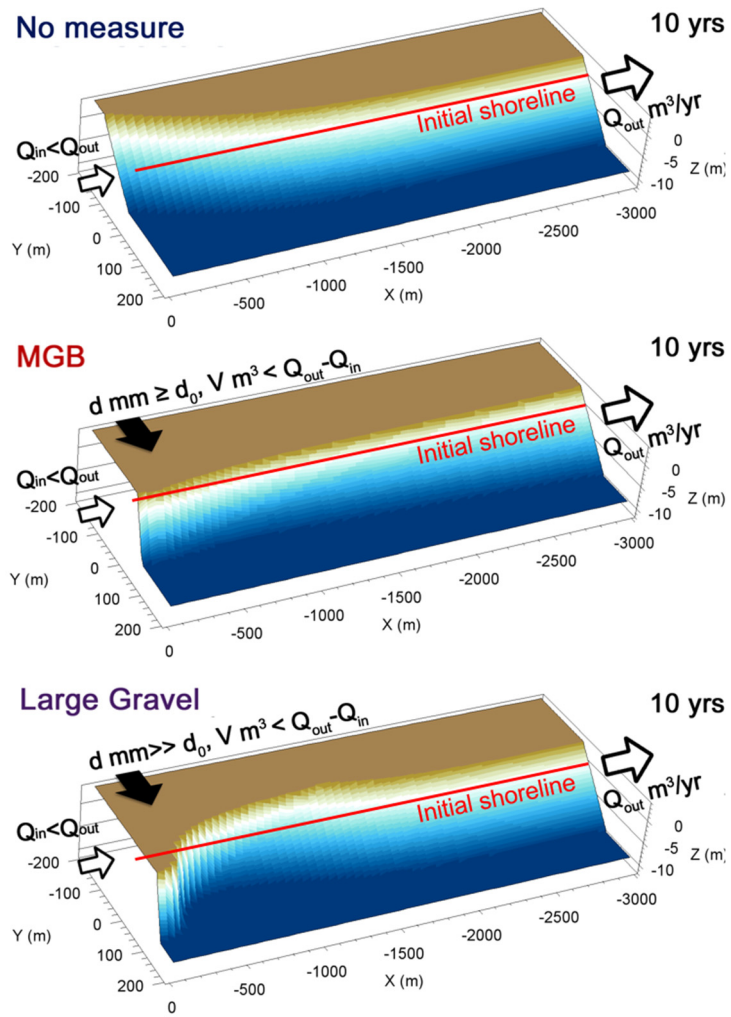 No measure
10 yrs
Initial shoreline
Qout m³/yr
Qin<Qout
-200
-100
0
100
200
Y (m)
0
-500
-1000
-1500
-2000
-2500
-3000
X (m)
0
-5
-10
Z (m)
MGB
10 yrs
d mm ≥ d₀, V m³ < Qout-Qin
Initial shoreline
Qout m³/yr
Qin<Qout
-200
-100
0
100
200
Y (m)
0
-500
-1000
-1500
-2000
-2500
-3000
X (m)
0
-5
-10
Z (m)
Large Gravel
10 yrs
d mm>> d₀, V m³ < Qout-Qin
Initial shoreline
Qout m³/yr
Qin<Qout
-200
-100
0
100
200
Y (m)
0
-500
-1000
-1500
-2000
-2500
-3000
X (m)
0
-5
-10
Z (m)